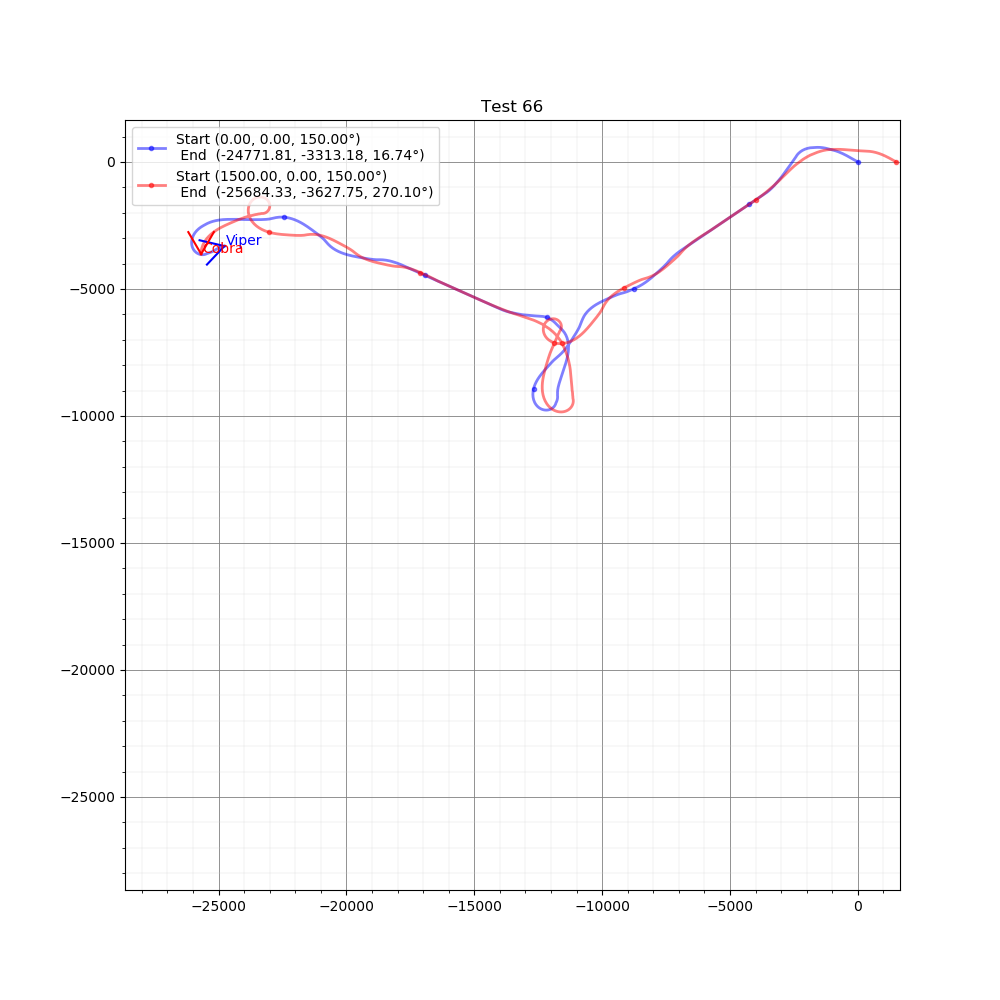 Test 66
Start (0.00, 0.00, 150.00°)
End (-24771.81, -3313.18, 16.74°)
Start (1500.00, 0.00, 150.00°)
End (-25684.33, -3627.75, 270.10°)
Viper
Cobra
0
−5000
−10000
−15000
−20000
−25000
−25000 −20000 −15000 −10000 −5000 0